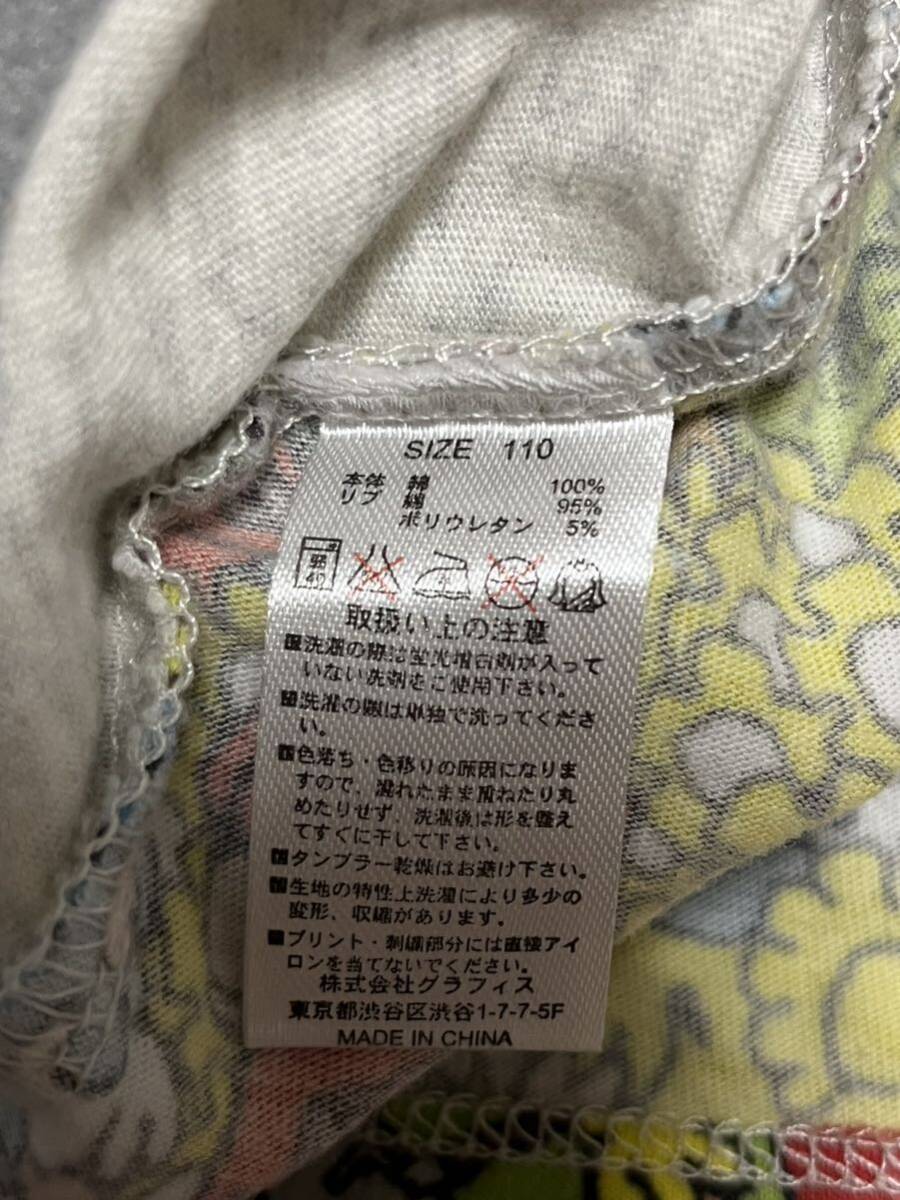 SIZE 110
本体 綿 100%
リブ 綿 95%
ポリウレタン 5%
弱
40
取扱い上の注意
洗濯の際は蛍光増白剤が入って
いない洗剤をご使用下さい。
洗濯の際は単独で洗ってくださ
い。
色落ち・色移りの原因になりま
すので、濡れたまま重ねたり丸
めたりせず、洗濯後は形を整え
てすぐに干して下さい。
タンブラー乾燥はお避け下さい。
生地の特性上洗濯により多少の
変形、収縮があります。
プリント・刺繍部分には直接アイ
ロンを当てないでください。
株式会社グラフィス
東京都渋谷区渋谷1-7-7-5F
MADE IN CHINA